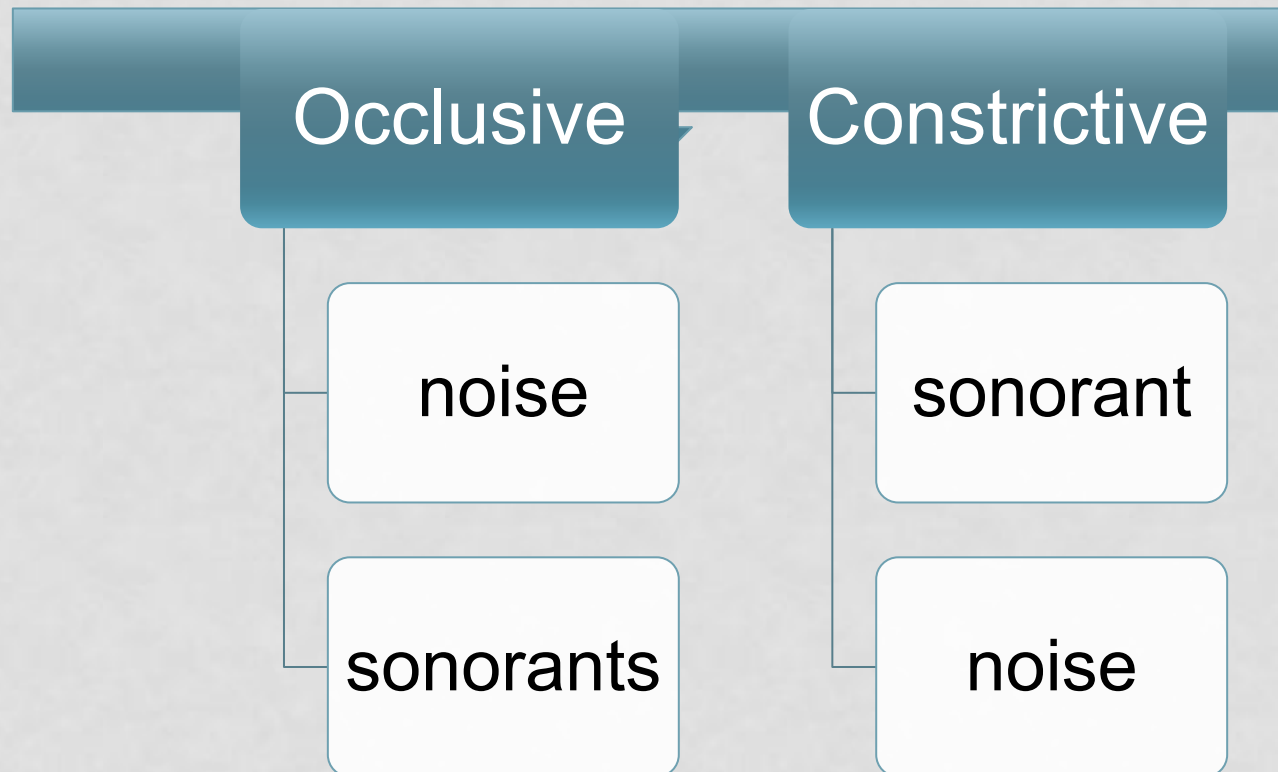 Occlusive
noise
sonorants
Constrictive
sonorant
noise